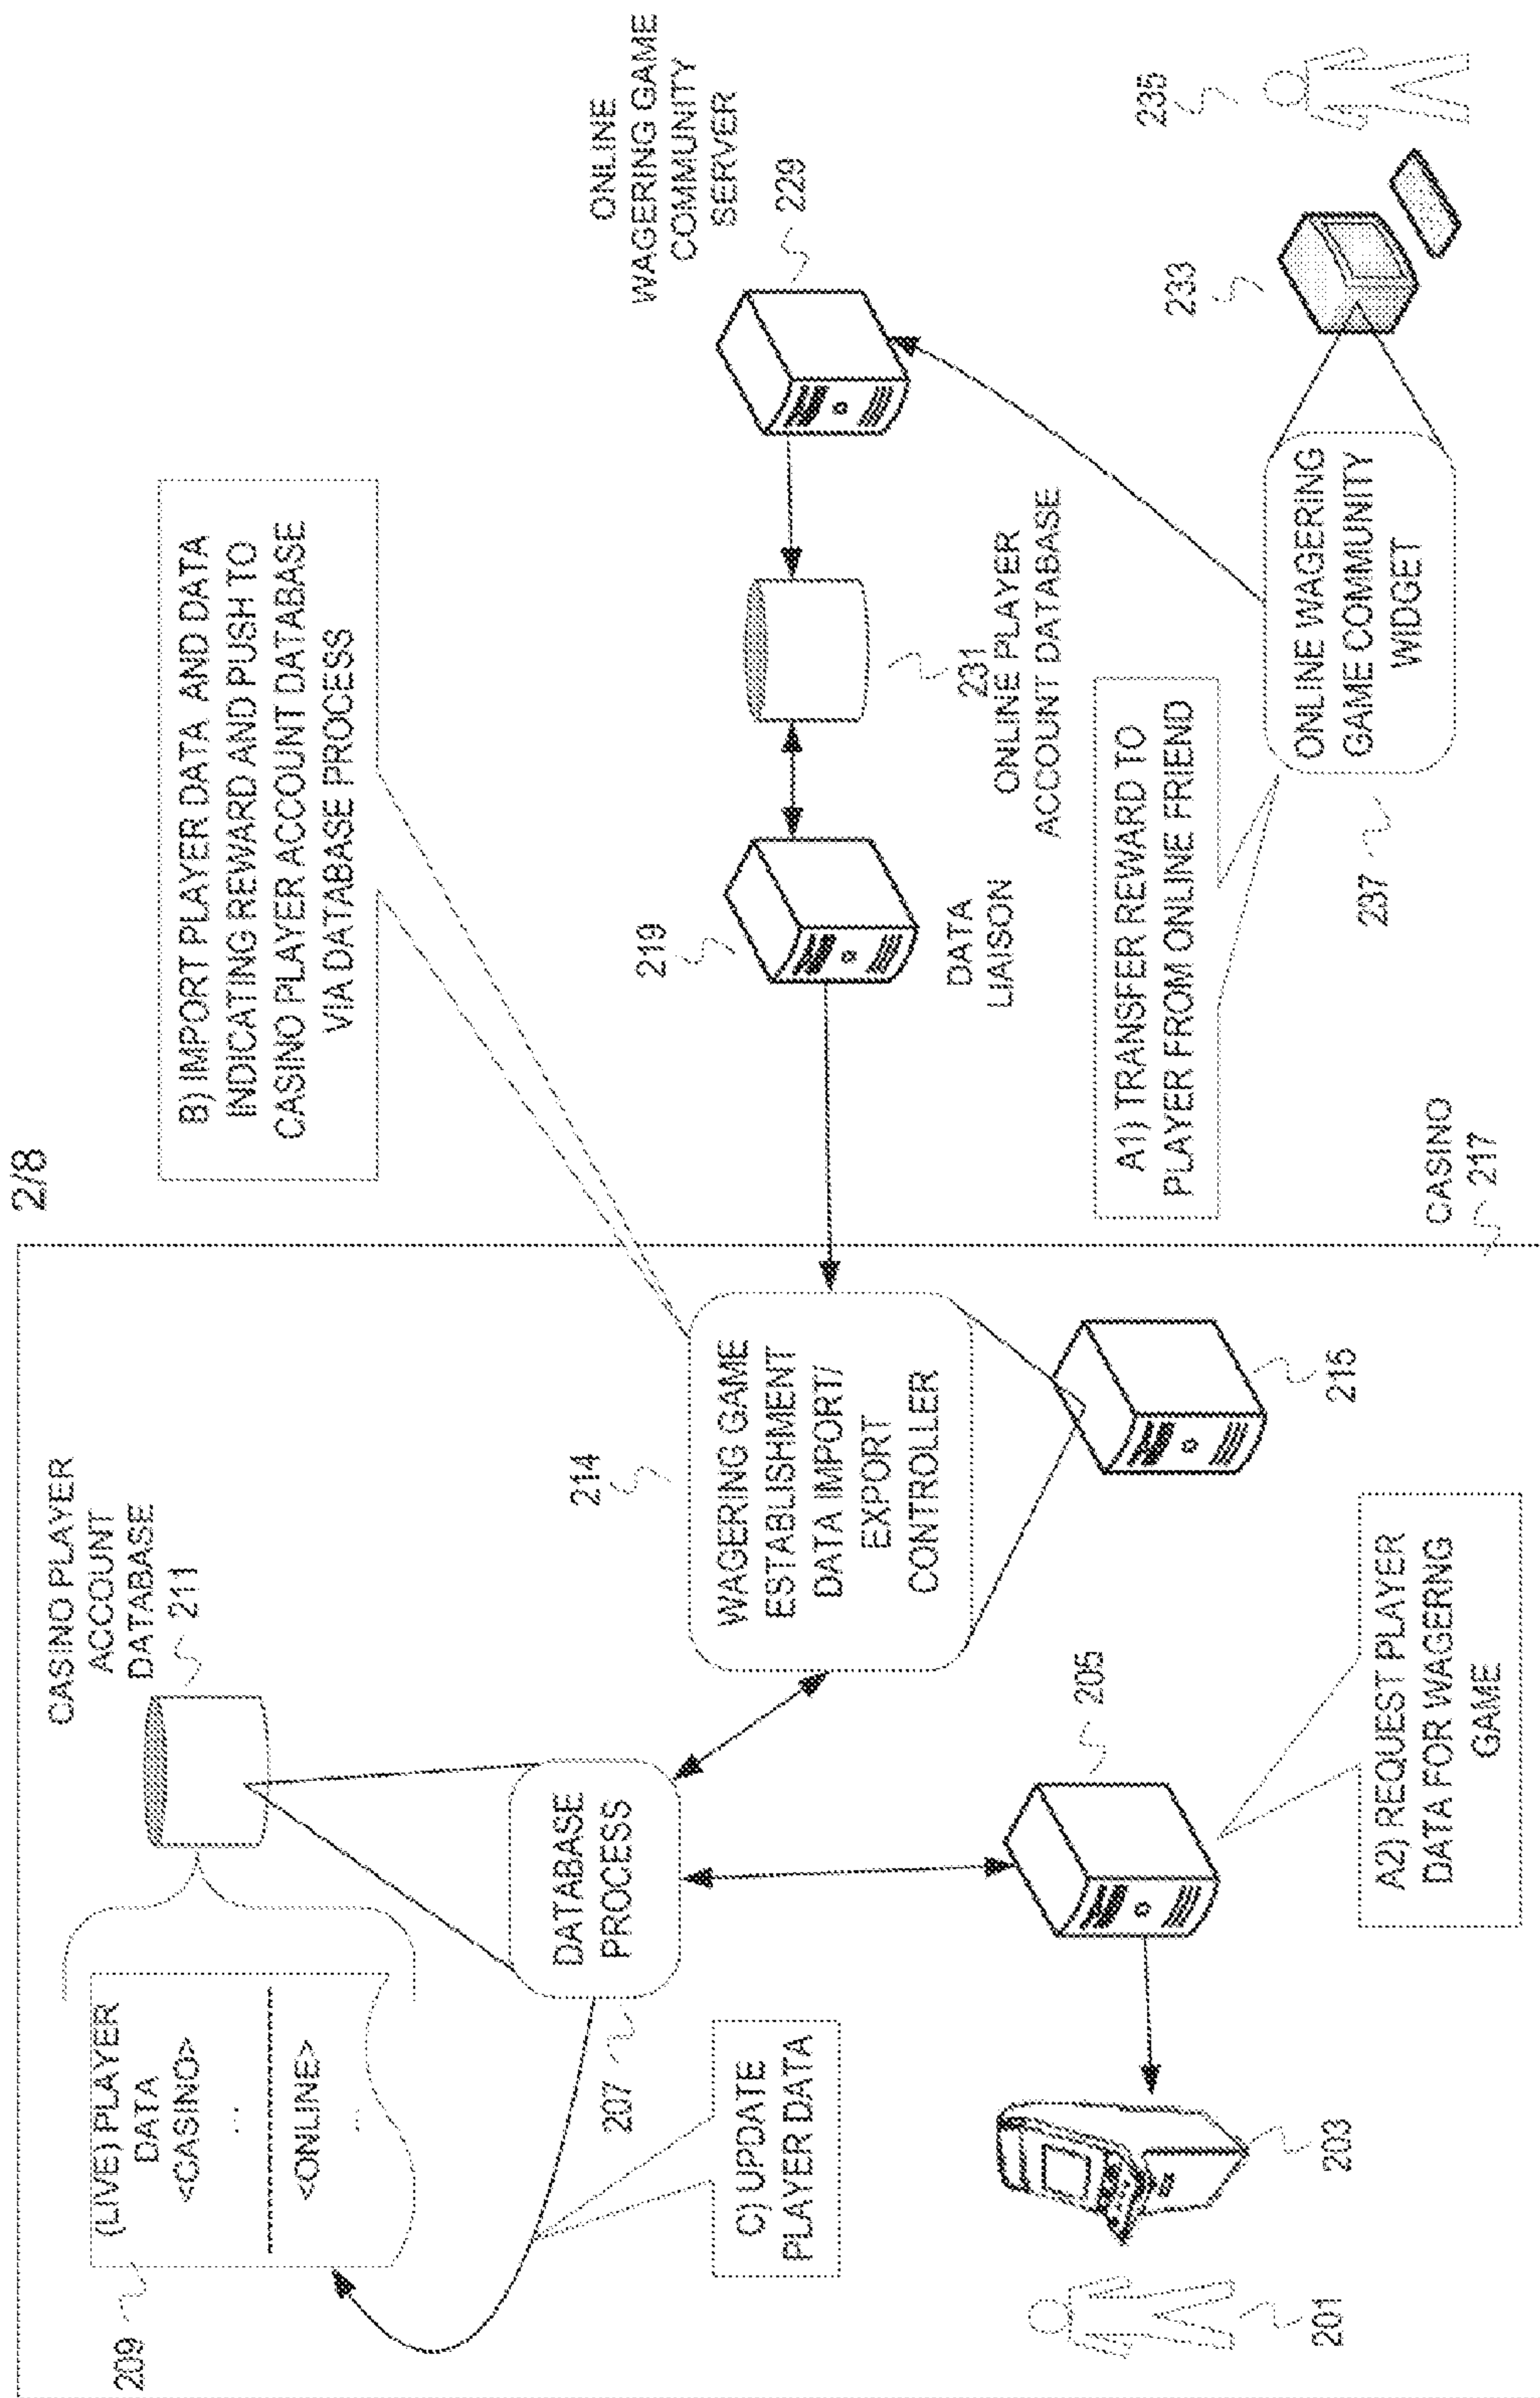 2/8
CASINO PLAYER
ACCOUNT
DATABASE
211
(LIVE) PLAYER
DATA
<CASINO>
...
<ONLINE>
...
209
DATABASE
PROCESS
207
C) UPDATE
PLAYER DATA
B) IMPORT PLAYER DATA AND DATA
INDICATING REWARD AND PUSH TO
CASINO PLAYER ACCOUNT DATABASE
VIA DATABASE PROCESS
214
WAGERING GAME
ESTABLISHMENT
DATA IMPORT/
EXPORT
CONTROLLER
215
205
A2) REQUEST PLAYER
DATA FOR WAGERNG
GAME
203
201
CASINO
217
219
DATA
LIAISON
231
ONLINE PLAYER
ACCOUNT DATABASE
ONLINE
WAGERING GAME
COMMUNITY
SERVER
229
A1) TRANSFER REWARD TO
PLAYER FROM ONLINE FRIEND
ONLINE WAGERING
GAME COMMUNITY
WIDGET
237
233
235